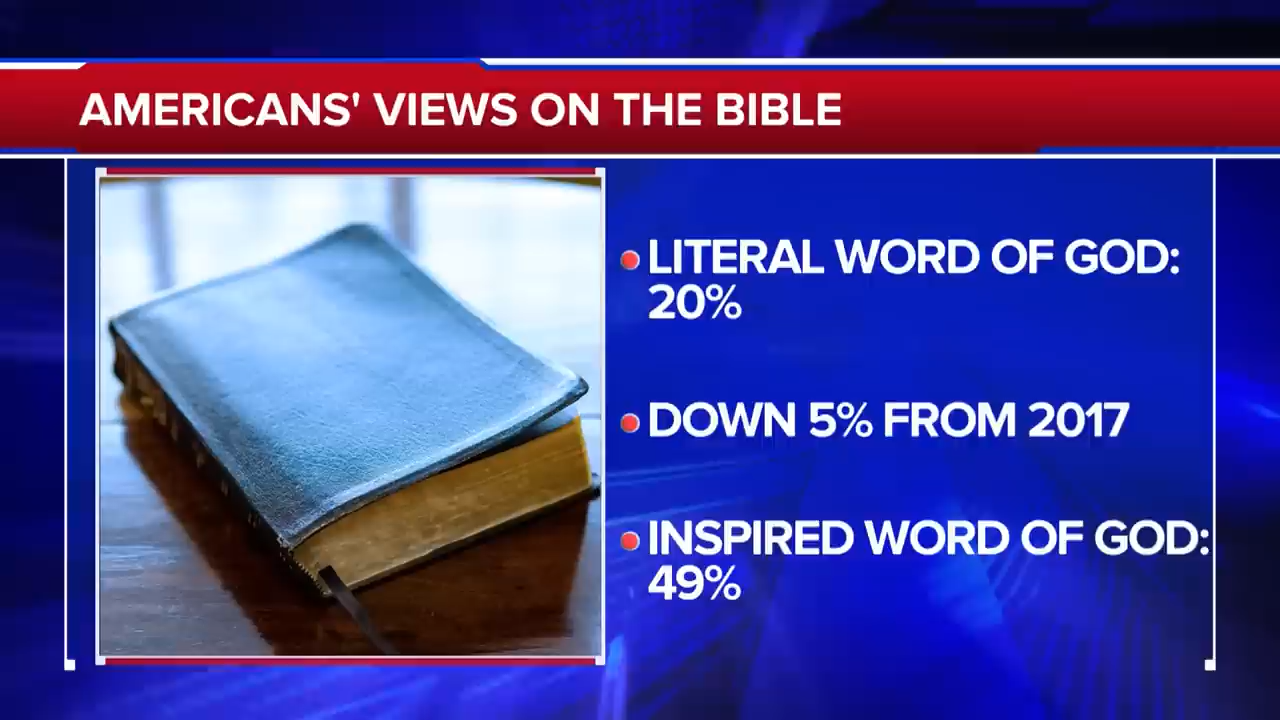 AMERICANS' VIEWS ON THE BIBLE
LITERAL WORD OF GOD:
20%
DOWN 5% FROM 2017
INSPIRED WORD OF GOD:
49%